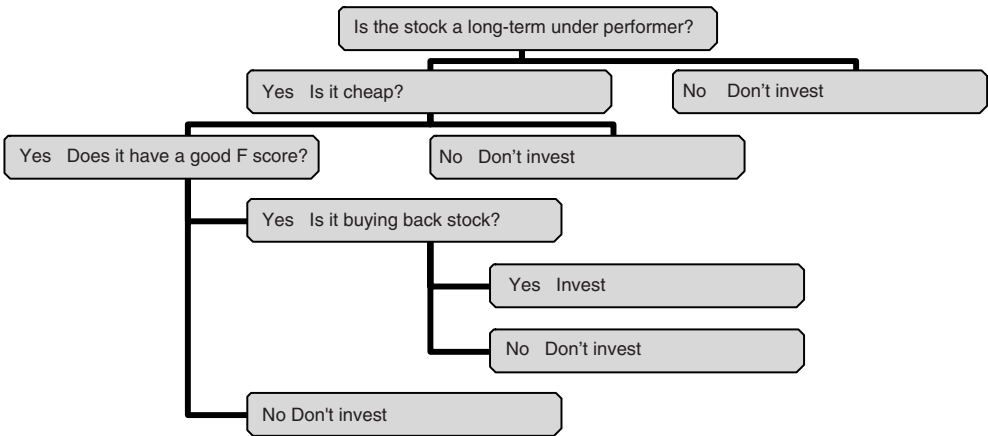 Is the stock a long-term under performer?
Yes Is it cheap?
No Don’t invest
Yes Does it have a good F score?
No Don’t invest
Yes Is it buying back stock?
Yes Invest
No Don’t invest
No Don't invest